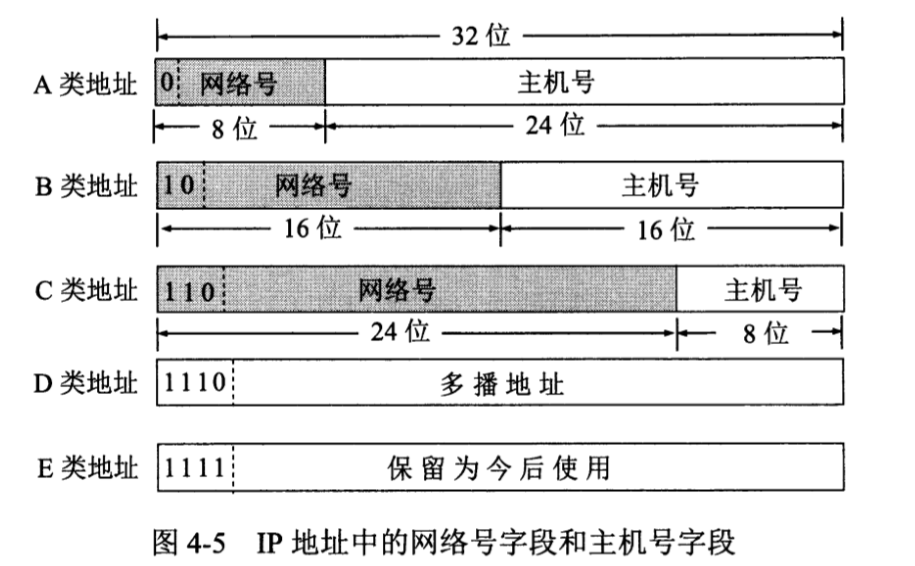 32 位
A 类地址 0 网络号 主机号
8 位 24 位
B 类地址 10 网络号 主机号
16 位 16 位
C 类地址 110 网络号 主机号
24 位 8 位
D 类地址 1110 多播地址
E 类地址 1111 保留为今后使用
图 4-5 IP 地址中的网络号字段和主机号字段